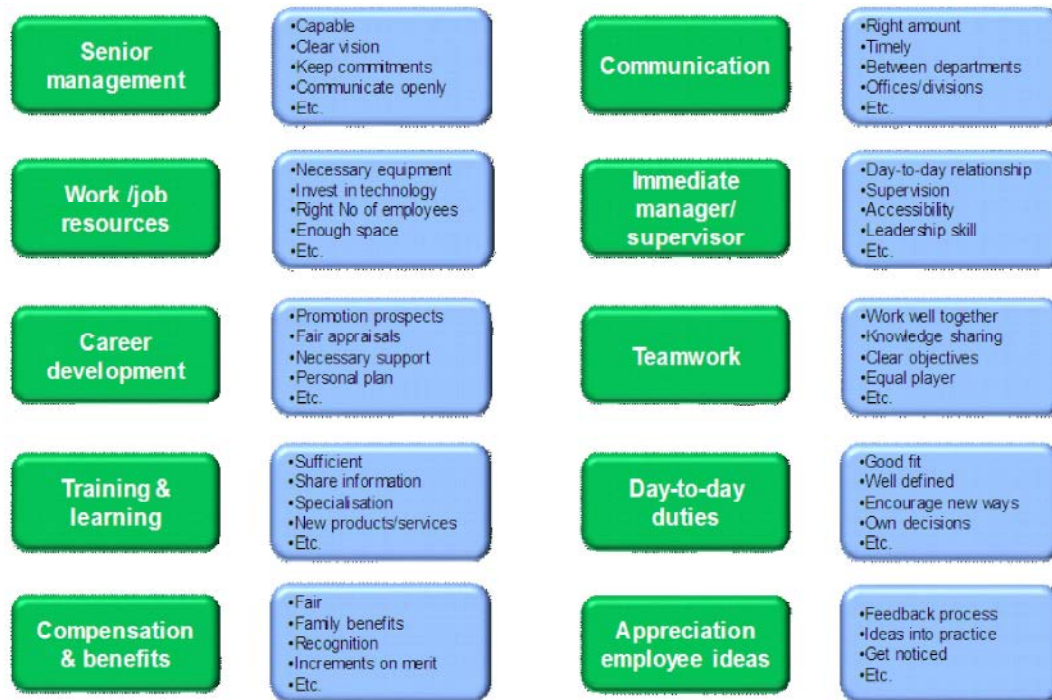 Senior
management
•Capable
•Clear vision
•Keep commitments
•Communicate openly
•Etc.
Communication
•Right amount
•Timely
•Between departments
•Offices/divisions
•Etc.
Work /job
resources
•Necessary equipment
•Invest in technology
•Right No of employees
•Enough space
•Etc.
Immediate
manager/
supervisor
•Day-to-day relationship
•Supervision
•Accessibility
•Leadership skill
•Etc.
Career
development
•Promotion prospects
•Fair appraisals
•Necessary support
•Personal plan
•Etc.
Teamwork
•Work well together
•Knowledge sharing
•Clear objectives
•Equal player
•Etc.
Training &
learning
•Sufficient
•Share information
•Specialisation
•New products/services
•Etc.
Day-to-day
duties
•Good fit
•Well defined
•Encourage new ways
•Own decisions
•Etc.
Compensation
& benefits
•Fair
•Family benefits
•Recognition
•Increments on merit
•Etc.
Appreciation
employee ideas
•Feedback process
•Ideas into practice
•Get noticed
•Etc.